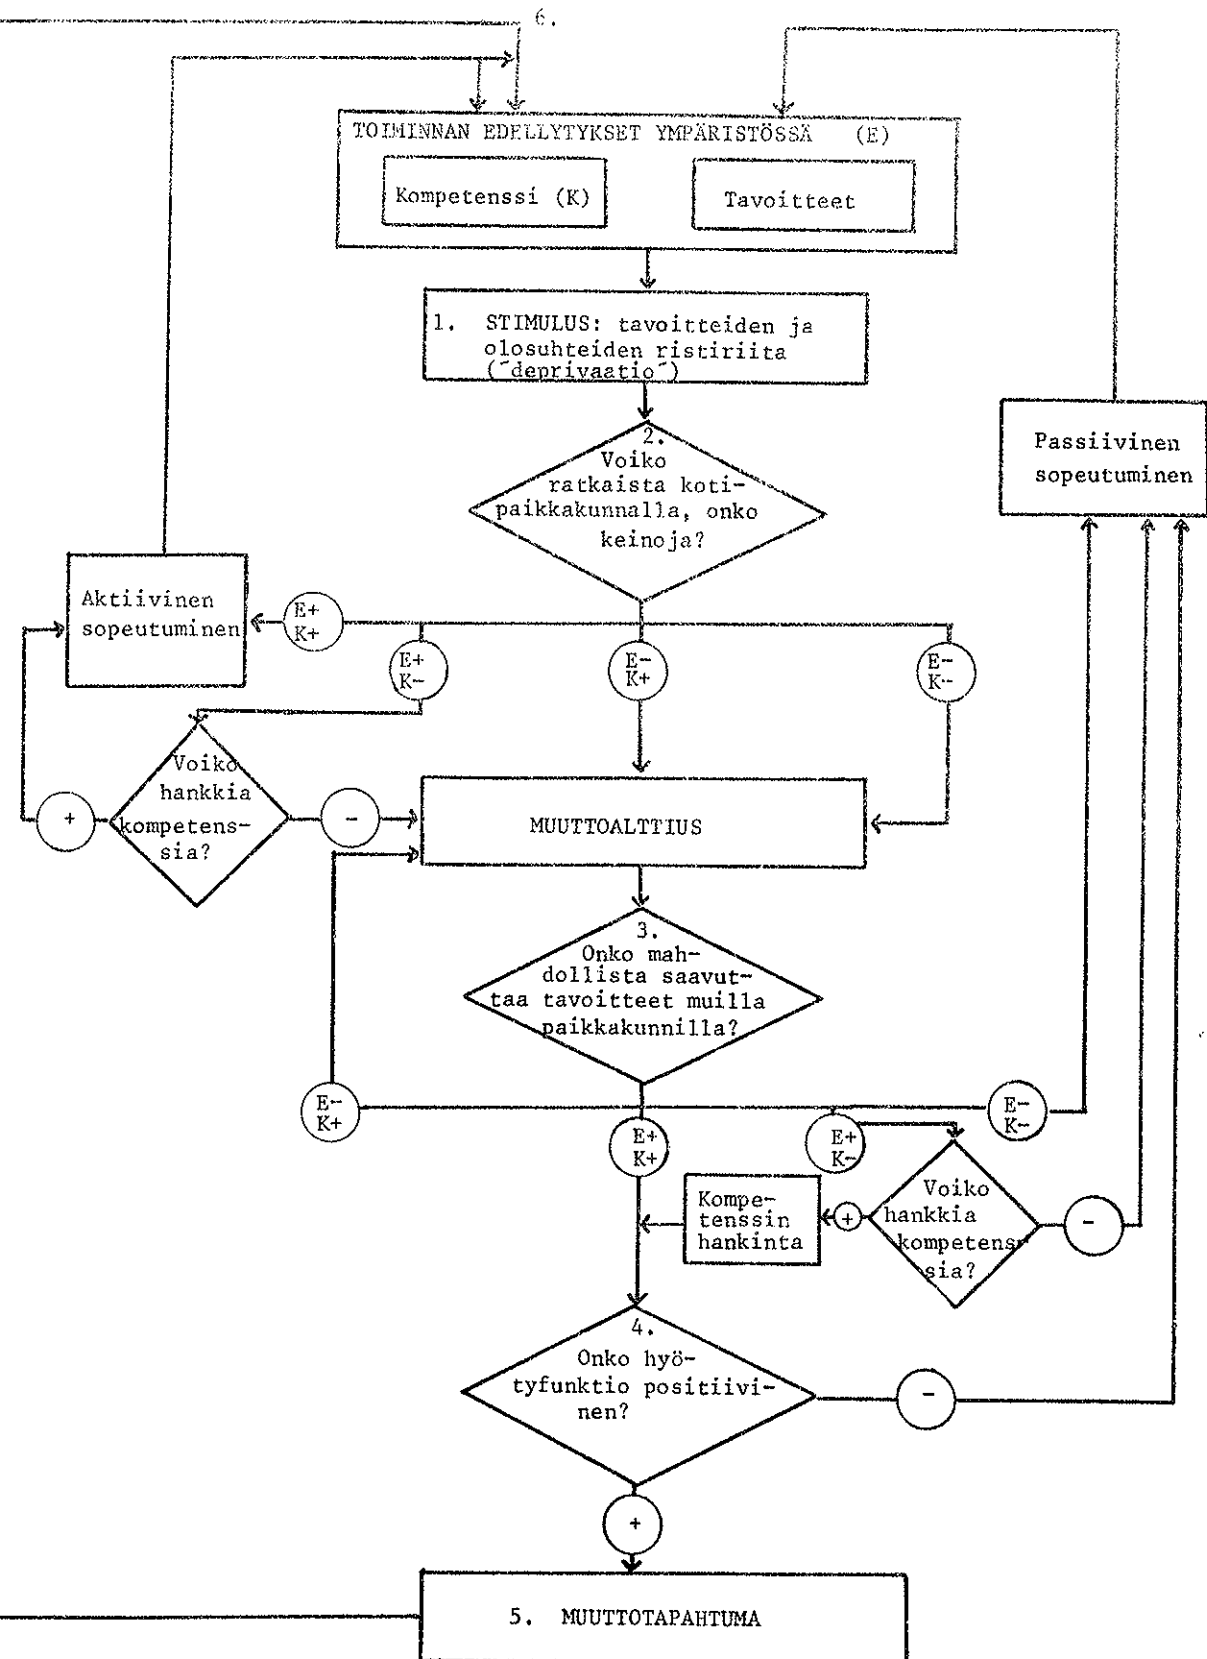 6.
TOIMINNAN EDELLYTYKSET YMPÄRISTÖSSÄ (E)
Kompetenssi (K)
Tavoitteet
1. STIMULUS: tavoitteiden ja
olosuhteiden ristiriita
("deprivaatio")
2.
Voiko
ratkaista koti-
paikkakunnalla, onko
keinoja?
Passiivinen
sopeutuminen
Aktiivinen
sopeutuminen
E+
K+
E+
K-
E-
K+
E-
K-
Voiko
hankkia
kompetens-
sia?
+
-
MUUTTOALTTIUS
3.
Onko mah-
dollista saavut-
taa tavoitteet muilla
paikkakunnilla?
E-
K+
E+
K+
E+
K-
E-
K-
Kompe-
tenssin
hankinta
+
Voiko
hankkia
kompetens-
sia?
-
4.
Onko hyö-
tyfunktio positiivi-
nen?
-
+
5. MUUTTOTAPAHTUMA